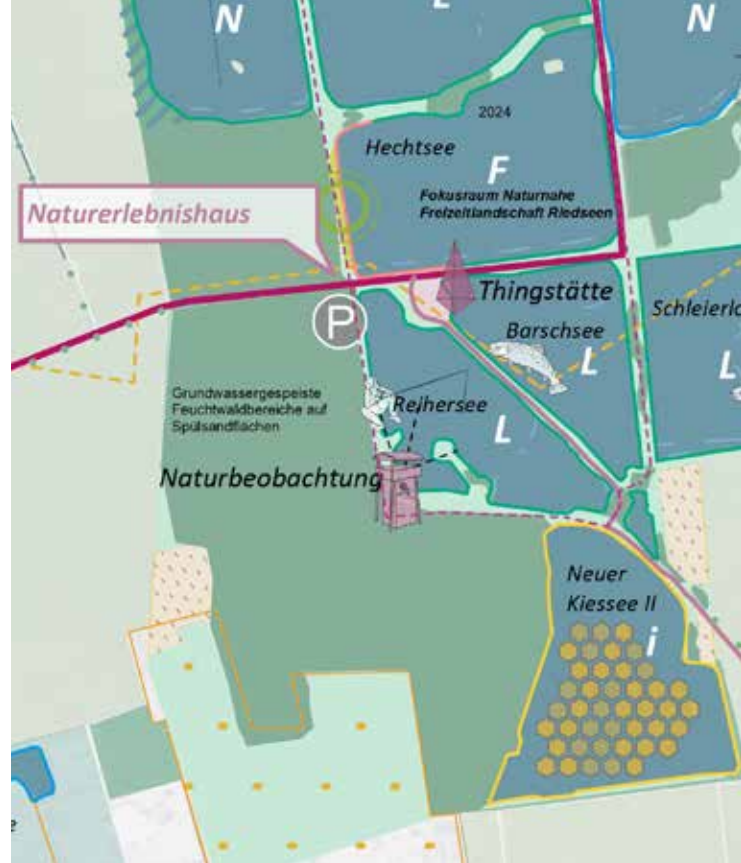 N
L
N
2024
Hechtsee
F
Fokusraum Naturnahe
Freizeitlandschaft Riedseen
Naturerlebnishaus
Thingstätte
P
Barschsee
L
L
Grundwassergespeiste
Feuchtwaldbereiche auf
Spülsandflächen
Reihersee
L
Naturbeobachtung
Neuer
Kiessee II
i